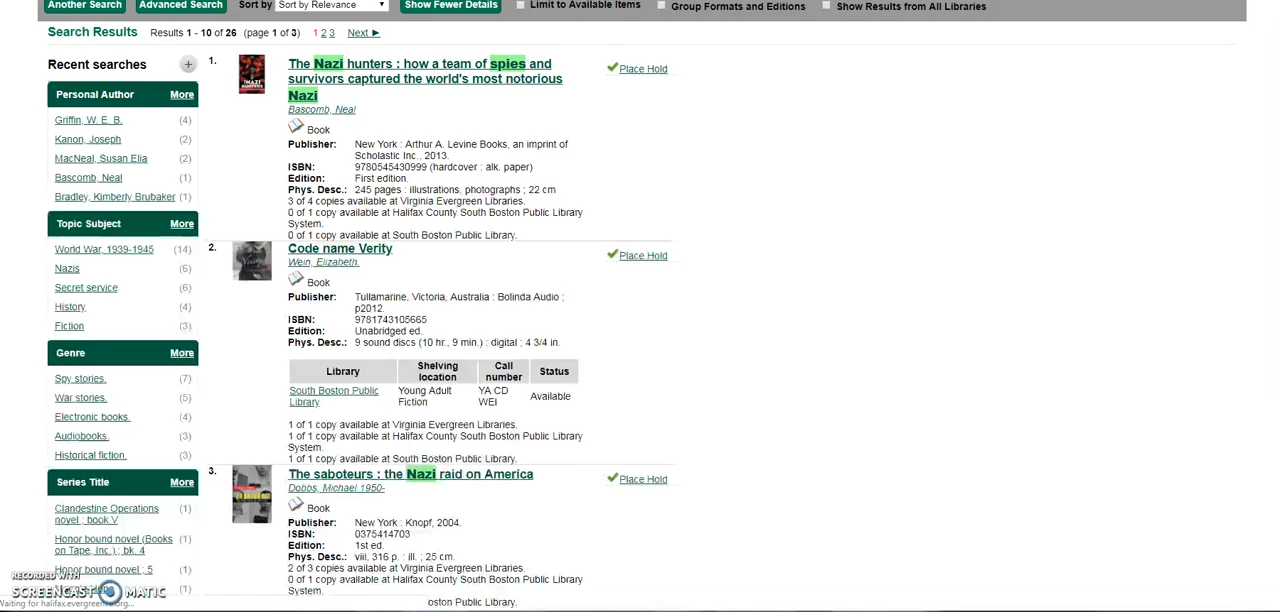 Another Search Advanced Search Sort by Sort by Relevance Show Fewer Details Limit to Available Items Group Formats and Editions Show Results from All Libraries
Search Results Results 1 - 10 of 26 (page 1 of 3) 1 2 3 Next ►
Recent searches +
Personal Author More
Griffin, W. E. B. (4)
Kanon, Joseph (2)
MacNeal, Susan Elia (2)
Bascomb, Neal (1)
Bradley, Kimberly Brubaker (1)
Topic Subject More
World War, 1939-1945 (14)
Nazis (6)
Secret service (6)
History (4)
Fiction (3)
Genre More
Spy stories. (7)
War stories. (5)
Electronic books. (4)
Audiobooks. (3)
Historical fiction. (3)
Series Title More
Clandestine Operations (1)
novel ; book V
Honor bound novel (Books (1)
on Tape, Inc.) ; bk. 4
Honor bound novel ; 5 (1)
(1)
1.
The Nazi hunters : how a team of spies and
survivors captured the world's most notorious
Nazi
Bascomb, Neal
Book
Publisher: New York : Arthur A. Levine Books, an imprint of
Scholastic Inc., 2013.
ISBN: 9780545430999 (hardcover : alk. paper)
Edition: First edition.
Phys. Desc.: 245 pages : illustrations, photographs ; 22 cm
3 of 4 copies available at Virginia Evergreen Libraries.
0 of 1 copy available at Halifax County South Boston Public Library
System.
0 of 1 copy available at South Boston Public Library.
Place Hold
2.
Code name Verity
Wein, Elizabeth.
Book
Publisher: Tullamarine, Victoria, Australia : Bolinda Audio ;
p2012.
ISBN: 9781743105665
Edition: Unabridged ed.
Phys. Desc.: 9 sound discs (10 hr., 9 min.) : digital ; 4 3/4 in.
Library Shelving location Call number Status
South Boston Public Library Young Adult Fiction YA CD WEI Available
1 of 1 copy available at Virginia Evergreen Libraries.
1 of 1 copy available at Halifax County South Boston Public Library
System.
1 of 1 copy available at South Boston Public Library.
Place Hold
3.
The saboteurs : the Nazi raid on America
Dobbs, Michael 1950-
Book
Publisher: New York : Knopf, 2004.
ISBN: 0375414703
Edition: 1st ed.
Phys. Desc.: viii, 316 p. : ill. ; 25 cm.
2 of 3 copies available at Virginia Evergreen Libraries.
0 of 1 copy available at Halifax County South Boston Public Library
System.
oston Public Library.
Place Hold
RECORDED WITH
SCREENCAST MATIC
Waiting for halifax.evergreenva.org...